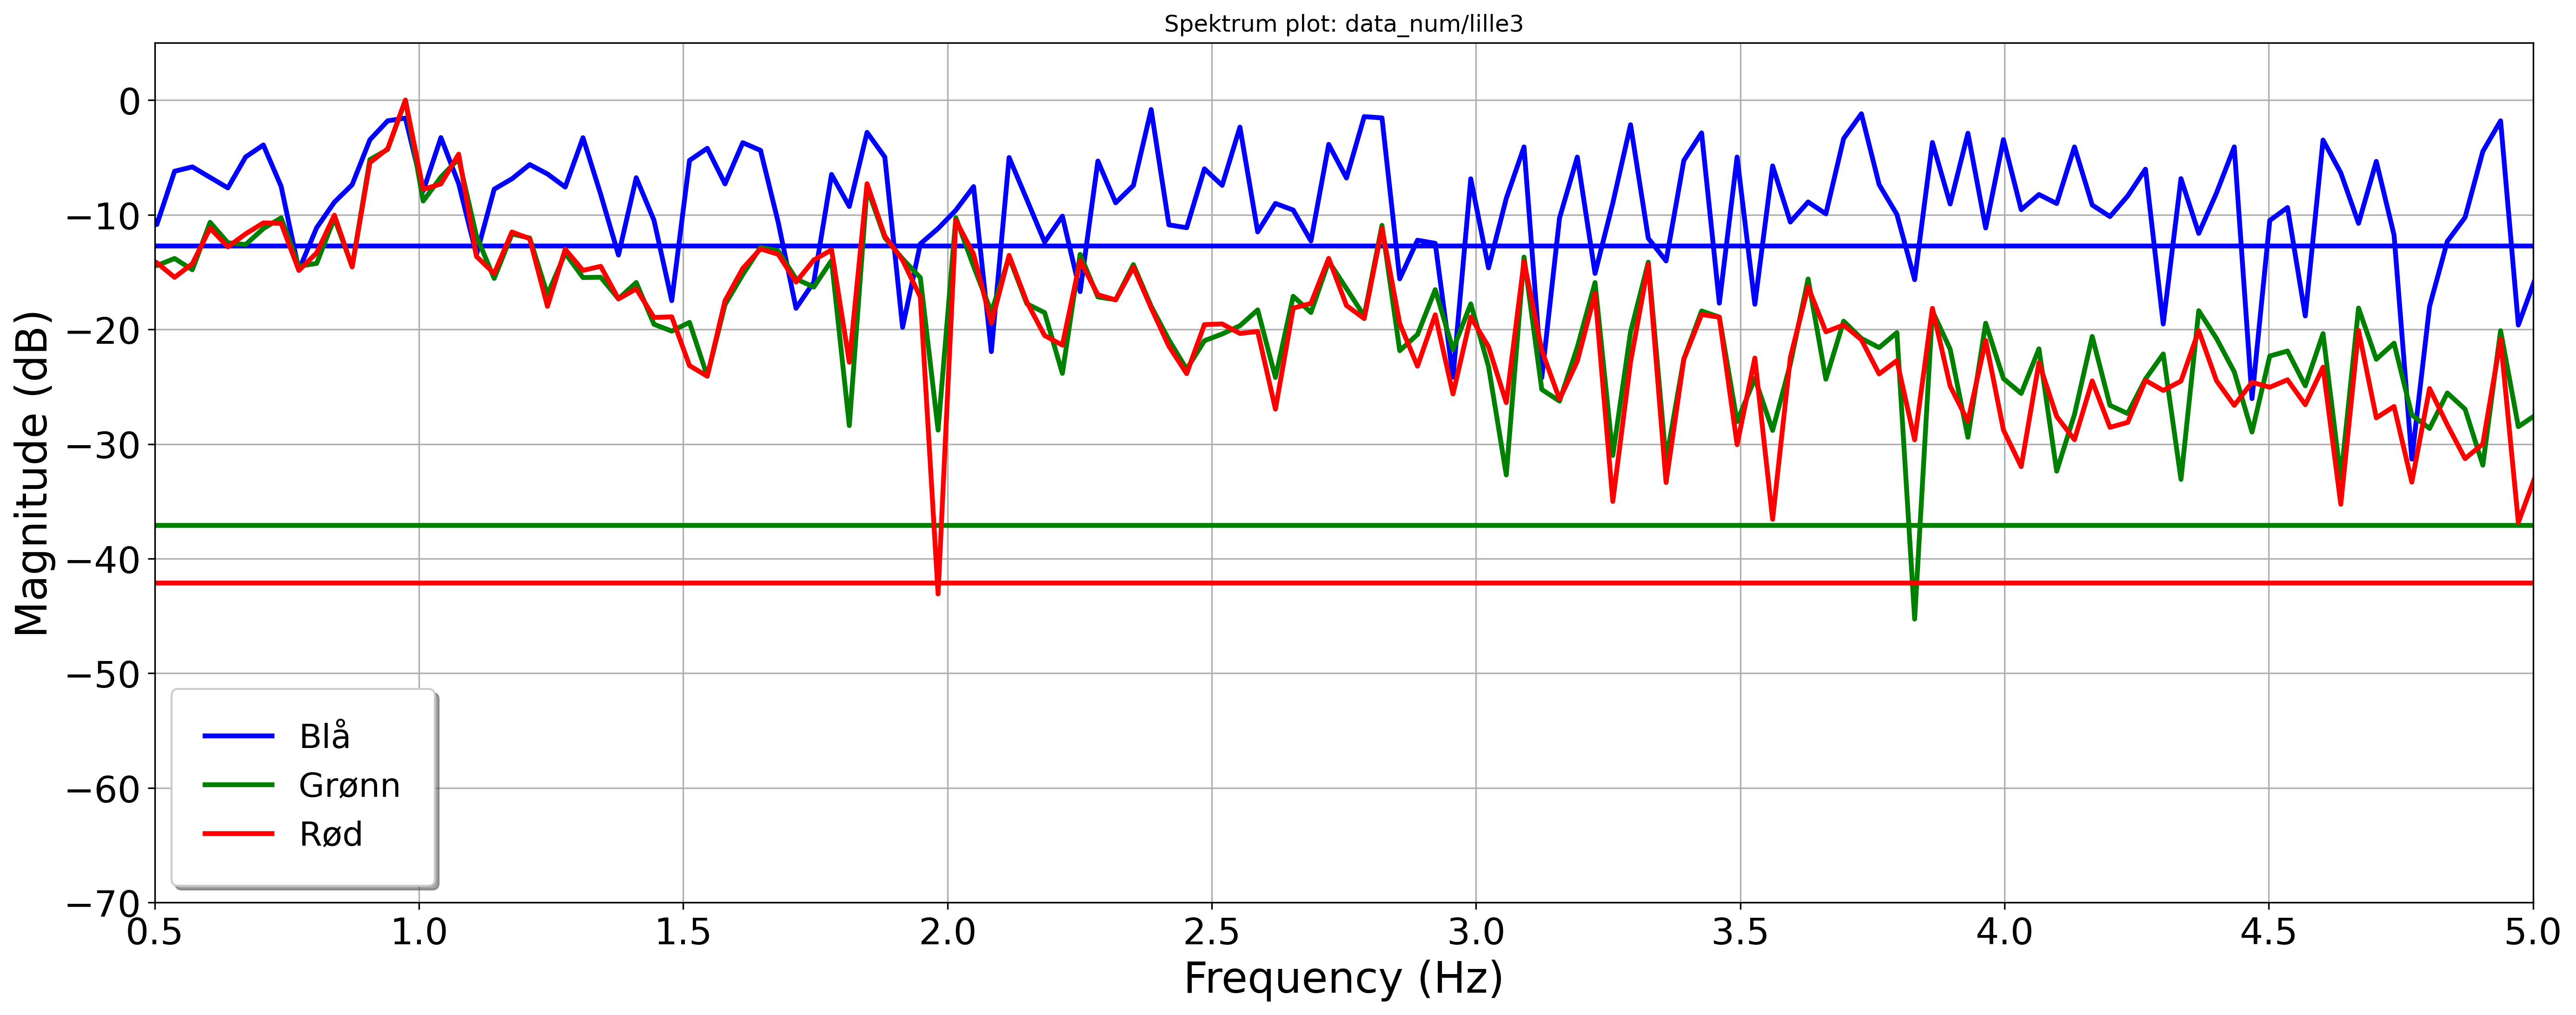 Spektrum plot: data_num/lille3
Magnitude (dB)
0
−10
−20
−30
−40
−50
−60
−70
Blå
Grønn
Rød
0.5 1.0 1.5 2.0 2.5 3.0 3.5 4.0 4.5 5.0
Frequency (Hz)